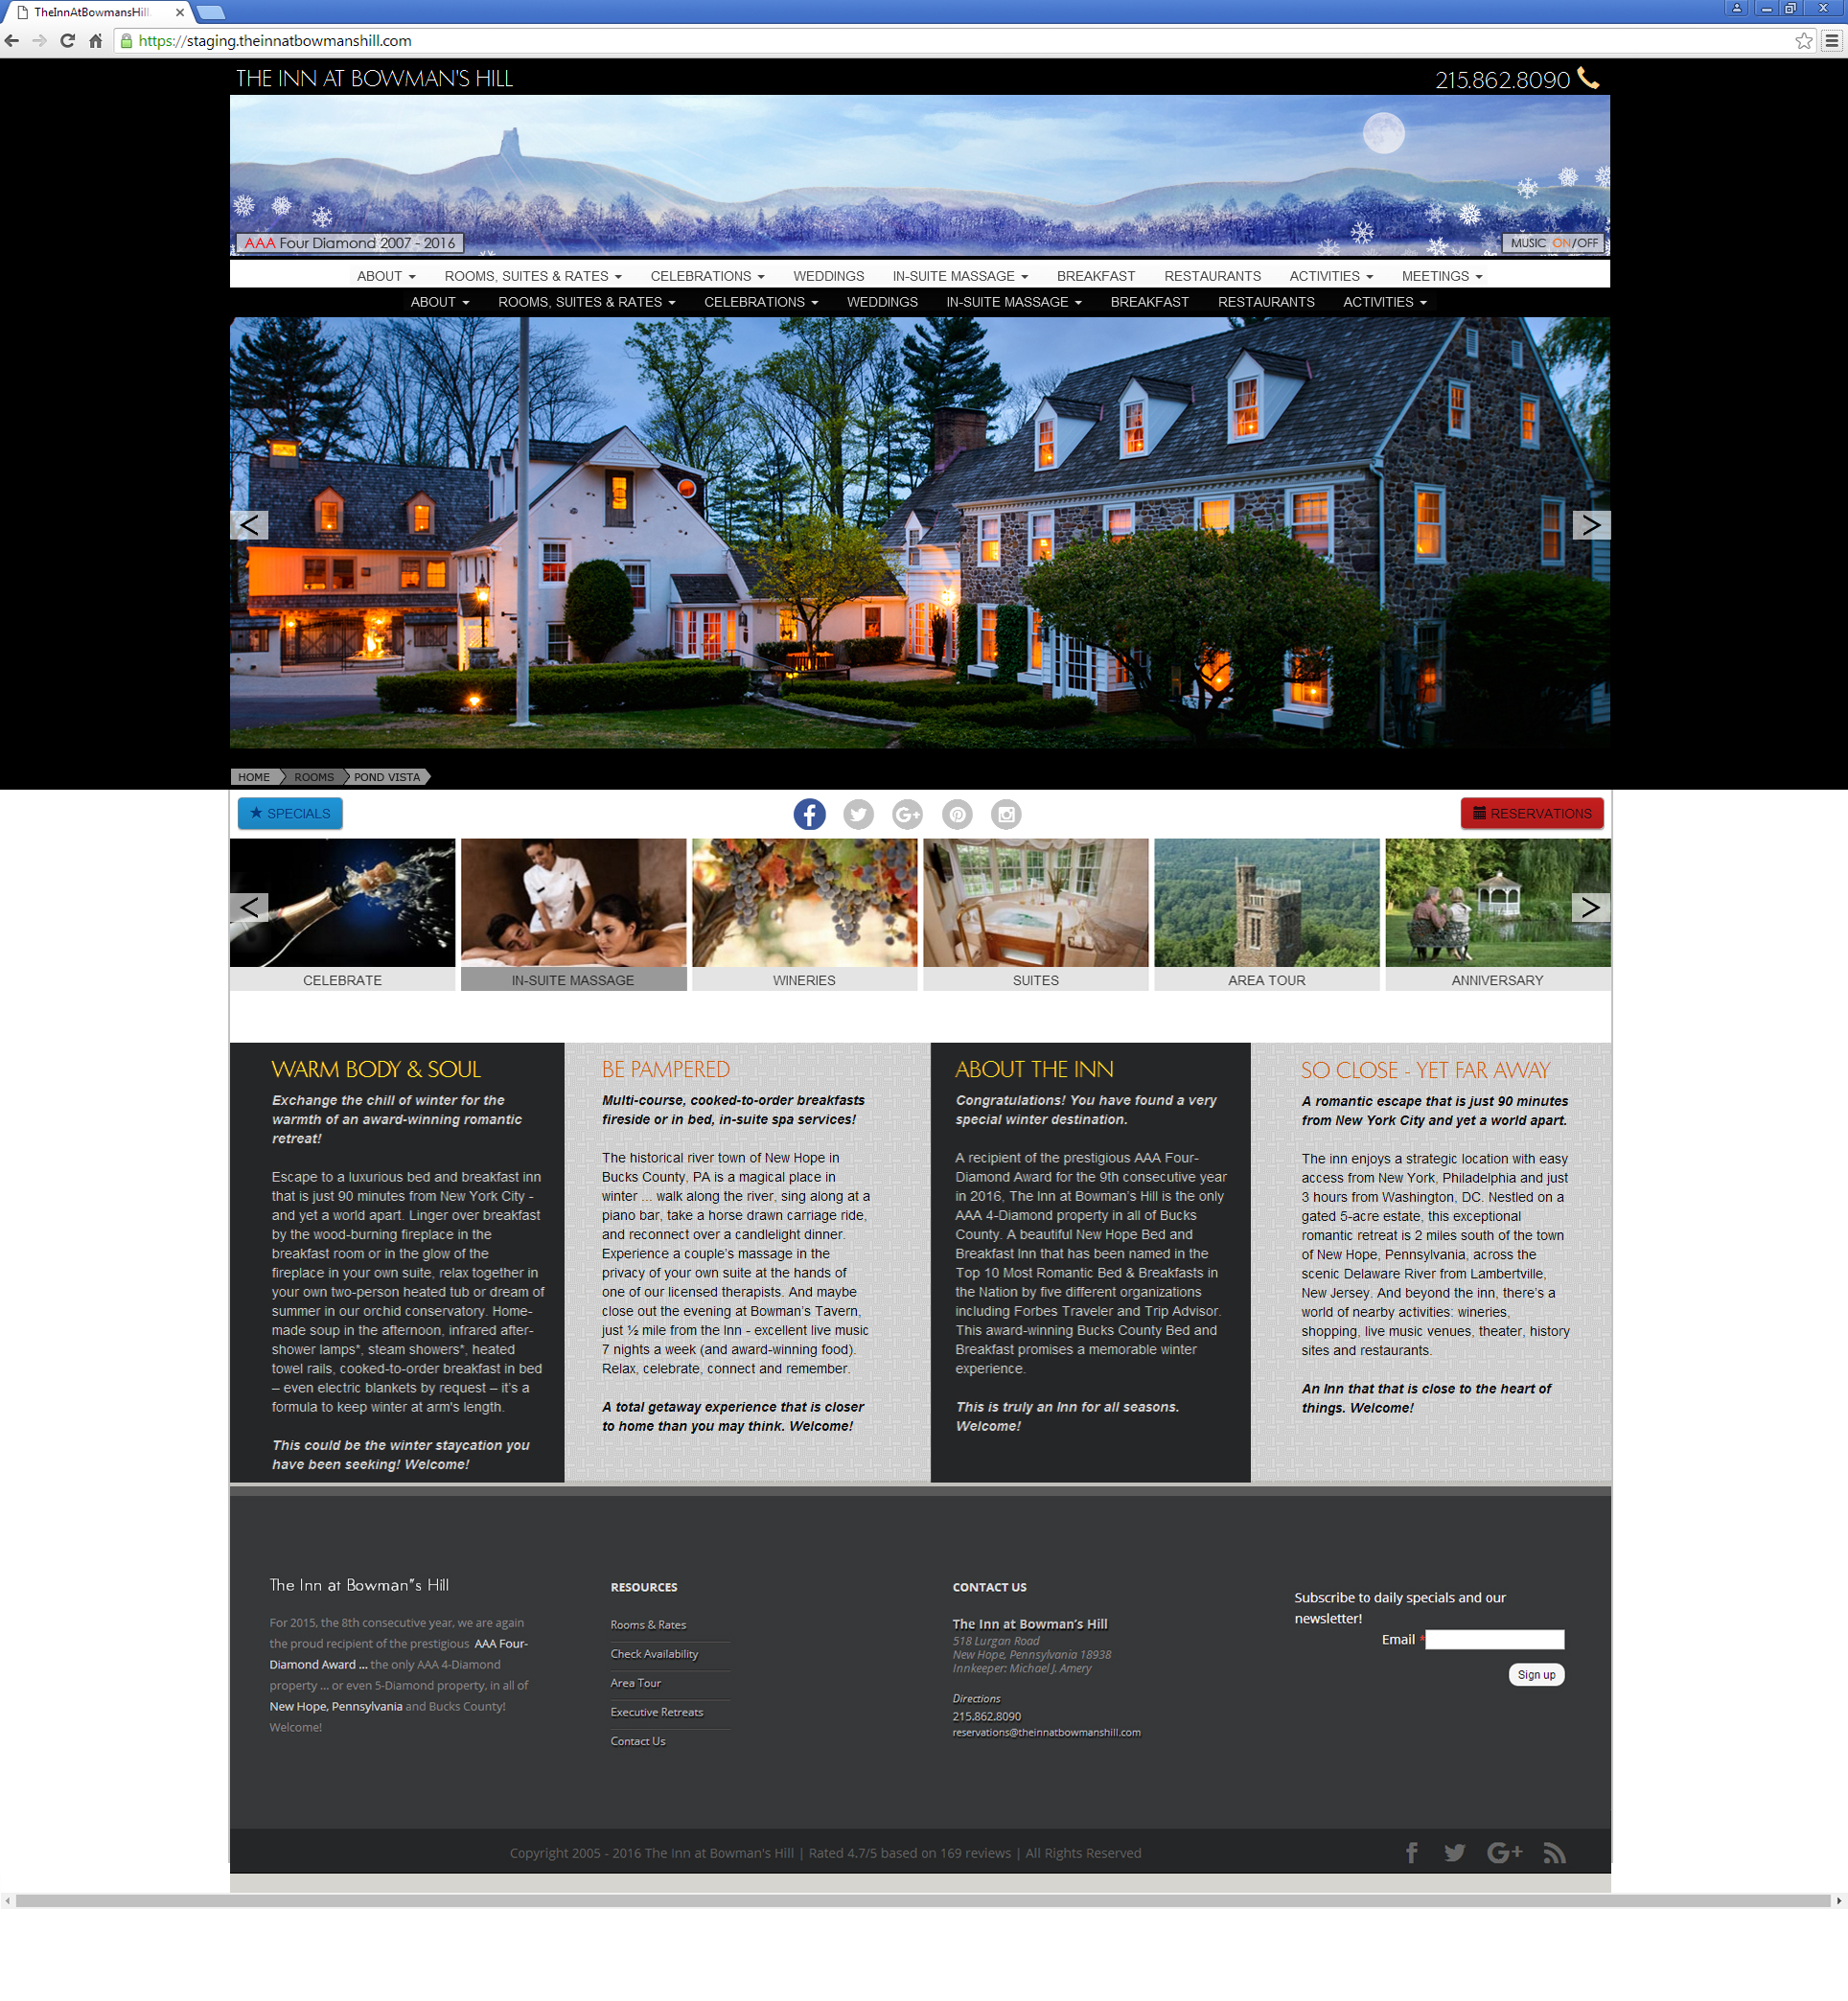 TheInnAtBowmansHill
https://staging.theinnatbowmanshill.com
THE INN AT BOWMAN'S HILL
215.862.8090
AAA Four Diamond 2007 - 2016
MUSIC ON/OFF
ABOUT ROOMS, SUITES & RATES CELEBRATIONS WEDDINGS IN-SUITE MASSAGE BREAKFAST RESTAURANTS ACTIVITIES MEETINGS
ABOUT ROOMS, SUITES & RATES CELEBRATIONS WEDDINGS IN-SUITE MASSAGE BREAKFAST RESTAURANTS ACTIVITIES
< >
HOME ROOMS POND VISTA
SPECIALS
RESERVATIONS
< >
CELEBRATE IN-SUITE MASSAGE WINERIES SUITES AREA TOUR ANNIVERSARY
WARM BODY & SOUL
Exchange the chill of winter for the
warmth of an award-winning romantic
retreat!
Escape to a luxurious bed and breakfast inn
that is just 90 minutes from New York City -
and yet a world apart. Linger over breakfast
by the wood-burning fireplace in the
breakfast room or in the glow of the
fireplace in your own suite, relax together in
your own two-person heated tub or dream of
summer in our orchid conservatory. Home-
made soup in the afternoon, infrared after-
shower lamps*, steam showers*, heated
towel rails, cooked-to-order breakfast in bed
– even electric blankets by request – it's a
formula to keep winter at arm's length.
This could be the winter staycation you
have been seeking! Welcome!
BE PAMPERED
Multi-course, cooked-to-order breakfasts
fireside or in bed, in-suite spa services!
The historical river town of New Hope in
Bucks County, PA is a magical place in
winter ... walk along the river, sing along at a
piano bar, take a horse drawn carriage ride,
and reconnect over a candlelight dinner.
Experience a couple's massage in the
privacy of your own suite at the hands of
one of our licensed therapists. And maybe
close out the evening at Bowman's Tavern,
just ½ mile from the Inn - excellent live music
7 nights a week (and award-winning food).
Relax, celebrate, connect and remember.
A total getaway experience that is closer
to home than you may think. Welcome!
ABOUT THE INN
Congratulations! You have found a very
special winter destination.
A recipient of the prestigious AAA Four-
Diamond Award for the 9th consecutive year
in 2016, The Inn at Bowman's Hill is the only
AAA 4-Diamond property in all of Bucks
County. A beautiful New Hope Bed and
Breakfast Inn that has been named in the
Top 10 Most Romantic Bed & Breakfasts in
the Nation by five different organizations
including Forbes Traveler and Trip Advisor.
This award-winning Bucks County Bed and
Breakfast promises a memorable winter
experience.
This is truly an Inn for all seasons.
Welcome!
SO CLOSE - YET FAR AWAY
A romantic escape that is just 90 minutes
from New York City and yet a world apart.
The inn enjoys a strategic location with easy
access from New York, Philadelphia and just
3 hours from Washington, DC. Nestled on a
gated 5-acre estate, this exceptional
romantic retreat is 2 miles south of the town
of New Hope, Pennsylvania, across the
scenic Delaware River from Lambertville,
New Jersey. And beyond the inn, there's a
world of nearby activities: wineries,
shopping, live music venues, theater, history
sites and restaurants.
An Inn that that is close to the heart of
things. Welcome!
The Inn at Bowman"s Hill
For 2015, the 8th consecutive year, we are again
the proud recipient of the prestigious AAA Four-
Diamond Award ... the only AAA 4-Diamond
property ... or even 5-Diamond property, in all of
New Hope, Pennsylvania and Bucks County!
Welcome!
RESOURCES
Rooms & Rates
Check Availability
Area Tour
Executive Retreats
Contact Us
CONTACT US
The Inn at Bowman's Hill
518 Lurgan Road
New Hope, Pennsylvania 18938
Innkeeper: Michael J. Amery
Directions
215.862.8090
reservations@theinnatbowmanshill.com
Subscribe to daily specials and our
newsletter!
Email *
Sign up
Copyright 2005 - 2016 The Inn at Bowman's Hill | Rated 4.7/5 based on 169 reviews | All Rights Reserved